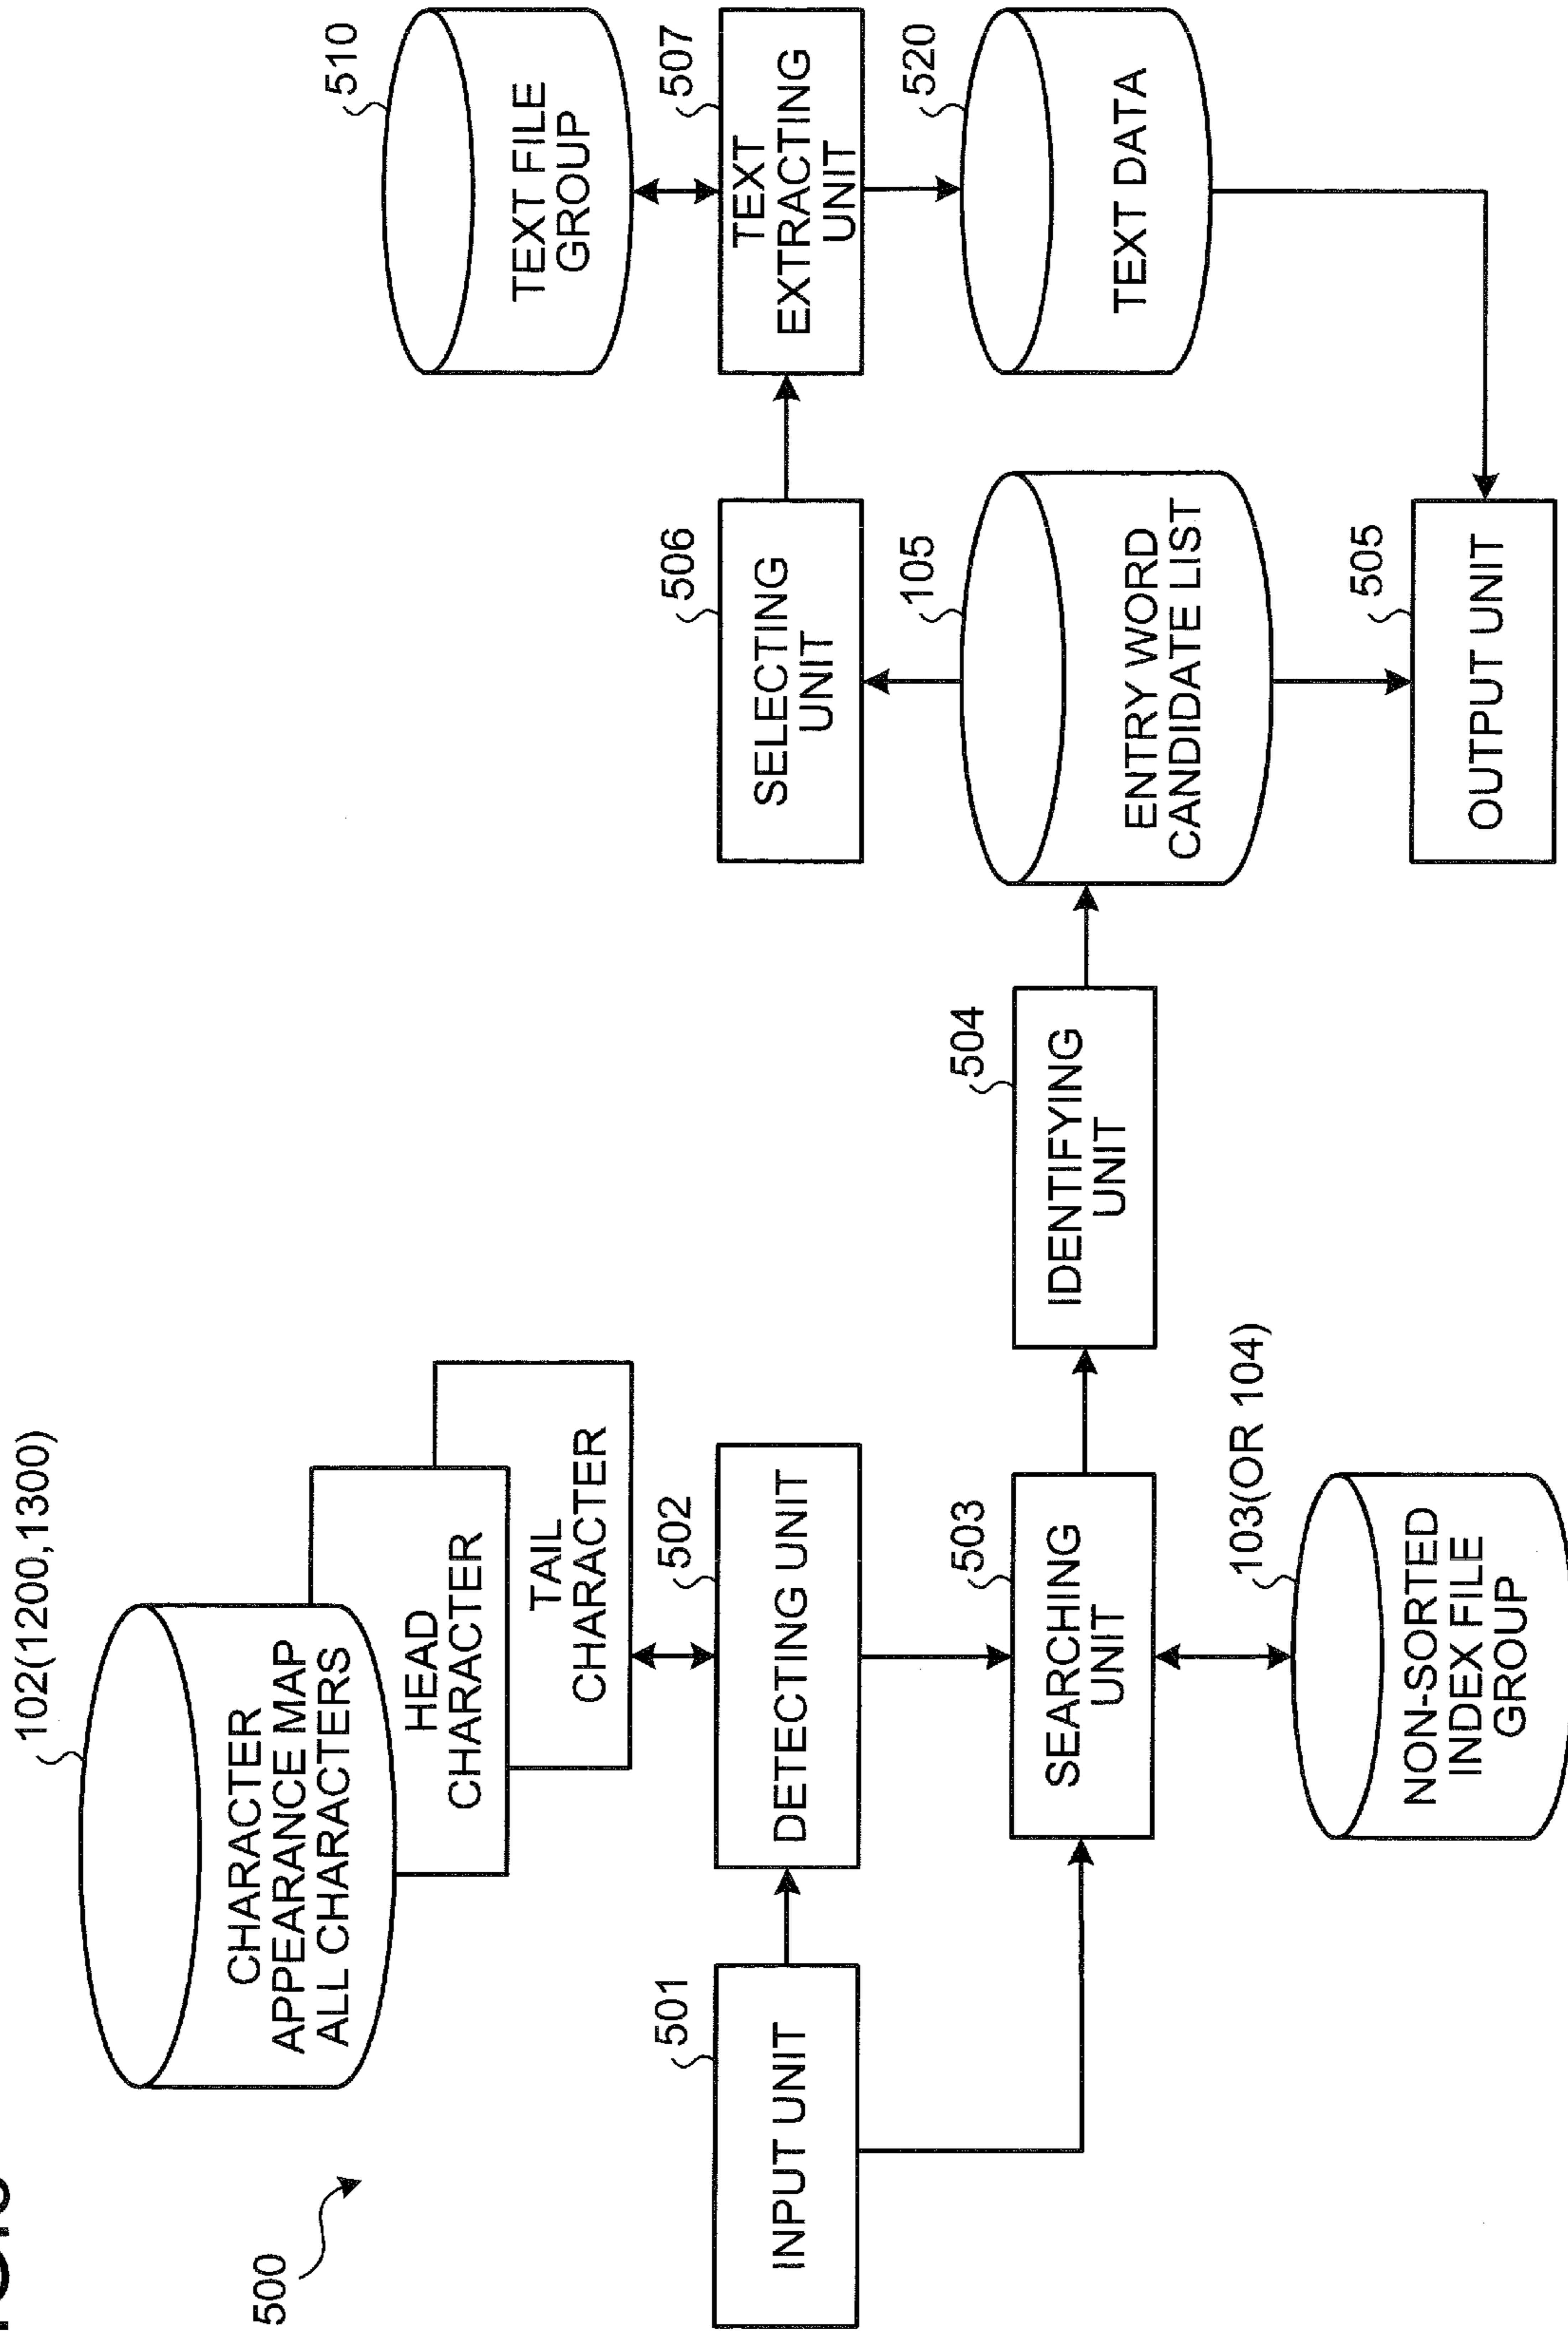 500
102(1200,1300)
CHARACTER
APPEARANCE MAP
ALL CHARACTERS
HEAD
CHARACTER
TAIL
CHARACTER
501
INPUT UNIT
502
DETECTING UNIT
503
SEARCHING
UNIT
103(OR 104)
NON-SORTED
INDEX FILE
GROUP
504
IDENTIFYING
UNIT
105
ENTRY WORD
CANDIDATE LIST
506
SELECTING
UNIT
505
OUTPUT UNIT
510
TEXT FILE
GROUP
507
TEXT
EXTRACTING
UNIT
520
TEXT DATA